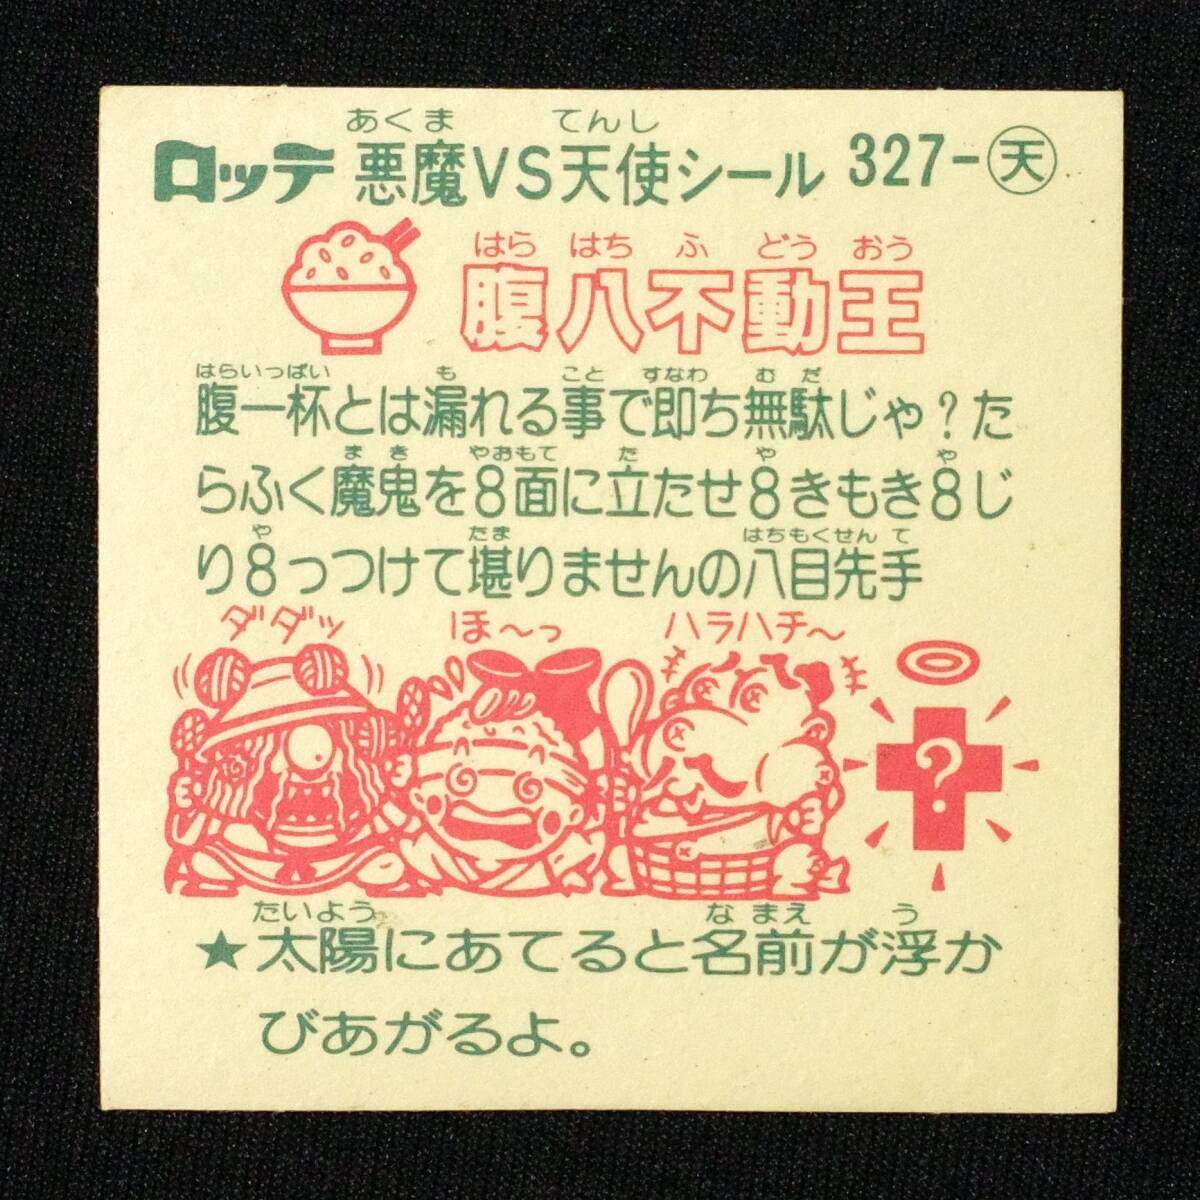 あくま てんし
ロッテ 悪魔VS天使シール 327-天
はら はち ふ どう おう
腹八不動王
はらいっぱい も こと すなわ む だ
腹一杯とは漏れる事で即ち無駄じゃ?た
ま き やおもて た や や
らふく魔鬼を8面に立たせ8きもき8じ
や たま はちもくせん て
り8っつけて堪りませんの八目先手
ダダッ ほ〜っ ハラハチ〜
?
たいよう な まえ う
★太陽にあてると名前が浮か
びあがるよ。